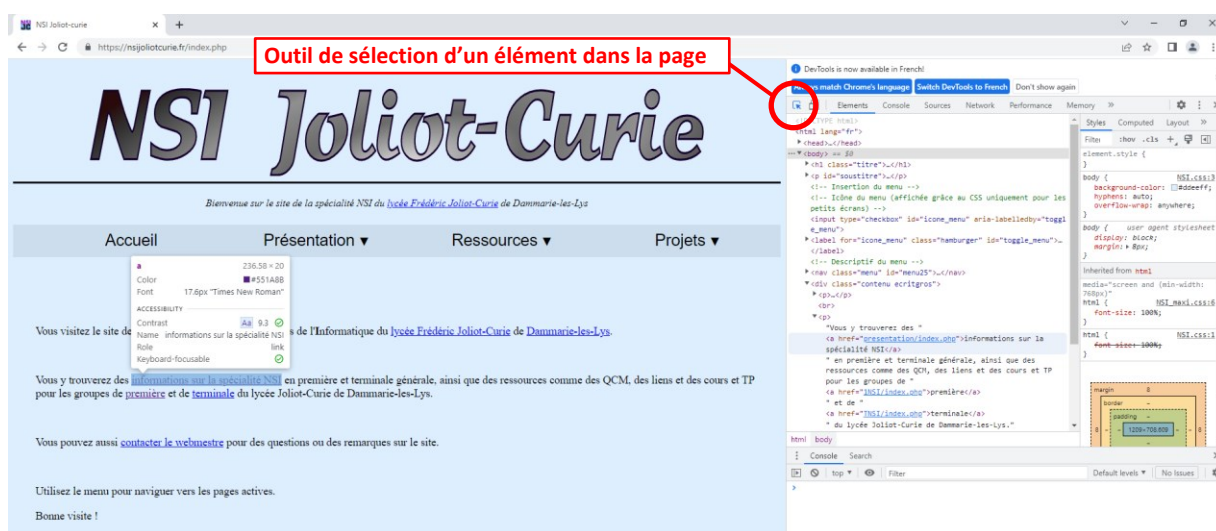 NSI Joliot-curie
https://nsijoliotcurie.fr/index.php
Outil de sélection d'un élément dans la page
NSI Joliot-Curie
Bienvenue sur le site de la spécialité NSI du lycée Frédéric Joliot-Curie de Dammarie-les-Lys
Accueil Présentation ▼ Ressources ▼ Projets ▼
a 236.58 × 20
Color #551A8B
Font 17.6px "Times New Roman"
ACCESSIBILITY
Contrast Aa 9.3
Name informations sur la spécialité NSI
Role link
Keyboard-focusable
Vous visitez le site de s de l'Informatique du lycée Frédéric Joliot-Curie de Dammarie-les-Lys.
Vous y trouverez des informations sur la spécialité NSI en première et terminale générale, ainsi que des ressources comme des QCM, des liens et des cours et TP
pour les groupes de première et de terminale du lycée Joliot-Curie de Dammarie-les-Lys.
Vous pouvez aussi contacter le webmestre pour des questions ou des remarques sur le site.
Utilisez le menu pour naviguer vers les pages actives.
Bonne visite !
DevTools is now available in French!
match Chrome's language Switch DevTools to French Don't show again
Elements Console Sources Network Performance Memory »
<!DOCTYPE html>
<html lang="fr">
<head>…</head>
<body> == $0
<h1 class="titre">…</h1>
<p id="soustitre">…</p>
<!-- Insertion du menu -->
<!-- Icône du menu (affichée grâce au CSS uniquement pour les
petits écrans) -->
<input type="checkbox" id="icone_menu" aria-labelledby="toggl
e_menu">
<label for="icone_menu" class="hamburger" id="toggle_menu">…
</label>
<!-- Descriptif du menu -->
<nav class="menu" id="menu25">…</nav>
<div class="contenu ecritgros">
<p>…</p>
<br>
<p>
"Vous y trouverez des "
<a href="presentation/index.php">informations sur la
spécialité NSI</a>
" en première et terminale générale, ainsi que des
ressources comme des QCM, des liens et des cours et TP
pour les groupes de "
<a href="1NSI/index.php">première</a>
" et de "
<a href="TNSI/index.php">terminale</a>
" du lycée Joliot-Curie de Dammarie-les-Lys."
html body
Styles Computed Layout »
Filter :hov .cls +
element.style {
}
body { NSI.css:3
background-color: #ddeeff;
hyphens: auto;
overflow-wrap: anywhere;
}
body { user agent stylesheet
display: block;
margin: 8px;
}
Inherited from html
media="screen and (min-width:
768px)"
html { NSI_maxi.css:6
font-size: 100%;
}
html { NSI.css:1
font-size: 100%;
}
margin 8
border -
padding -
8 - - - - 8
Console Search
top ▼ Filter Default levels ▼ No Issues